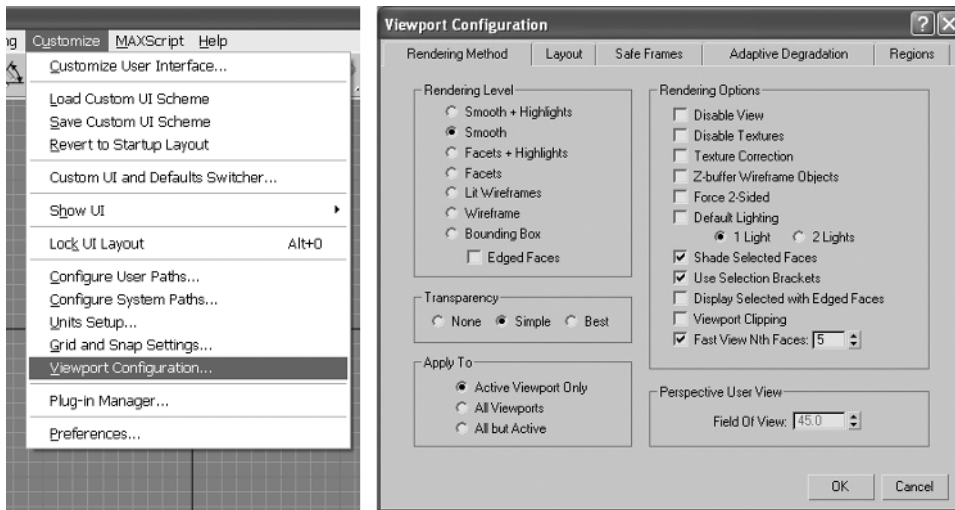 Customize MAXScript Help
Customize User Interface...
Load Custom UI Scheme
Save Custom UI Scheme
Revert to Startup Layout
Custom UI and Defaults Switcher...
Show UI
Lock UI Layout Alt+0
Configure User Paths...
Configure System Paths...
Units Setup...
Grid and Snap Settings...
Viewport Configuration...
Plug-in Manager...
Preferences...
Viewport Configuration
Rendering Method Layout Safe Frames Adaptive Degradation Regions
Rendering Level
Smooth + Highlights
Smooth
Facets + Highlights
Facets
Lit Wireframes
Wireframe
Bounding Box
Edged Faces
Transparency
None Simple Best
Apply To
Active Viewport Only
All Viewports
All but Active
Rendering Options
Disable View
Disable Textures
Texture Correction
Z-buffer Wireframe Objects
Force 2-Sided
Default Lighting
1 Light 2 Lights
Shade Selected Faces
Use Selection Brackets
Display Selected with Edged Faces
Viewport Clipping
Fast View Nth Faces: 5
Perspective User View
Field Of View: 45.0
OK Cancel